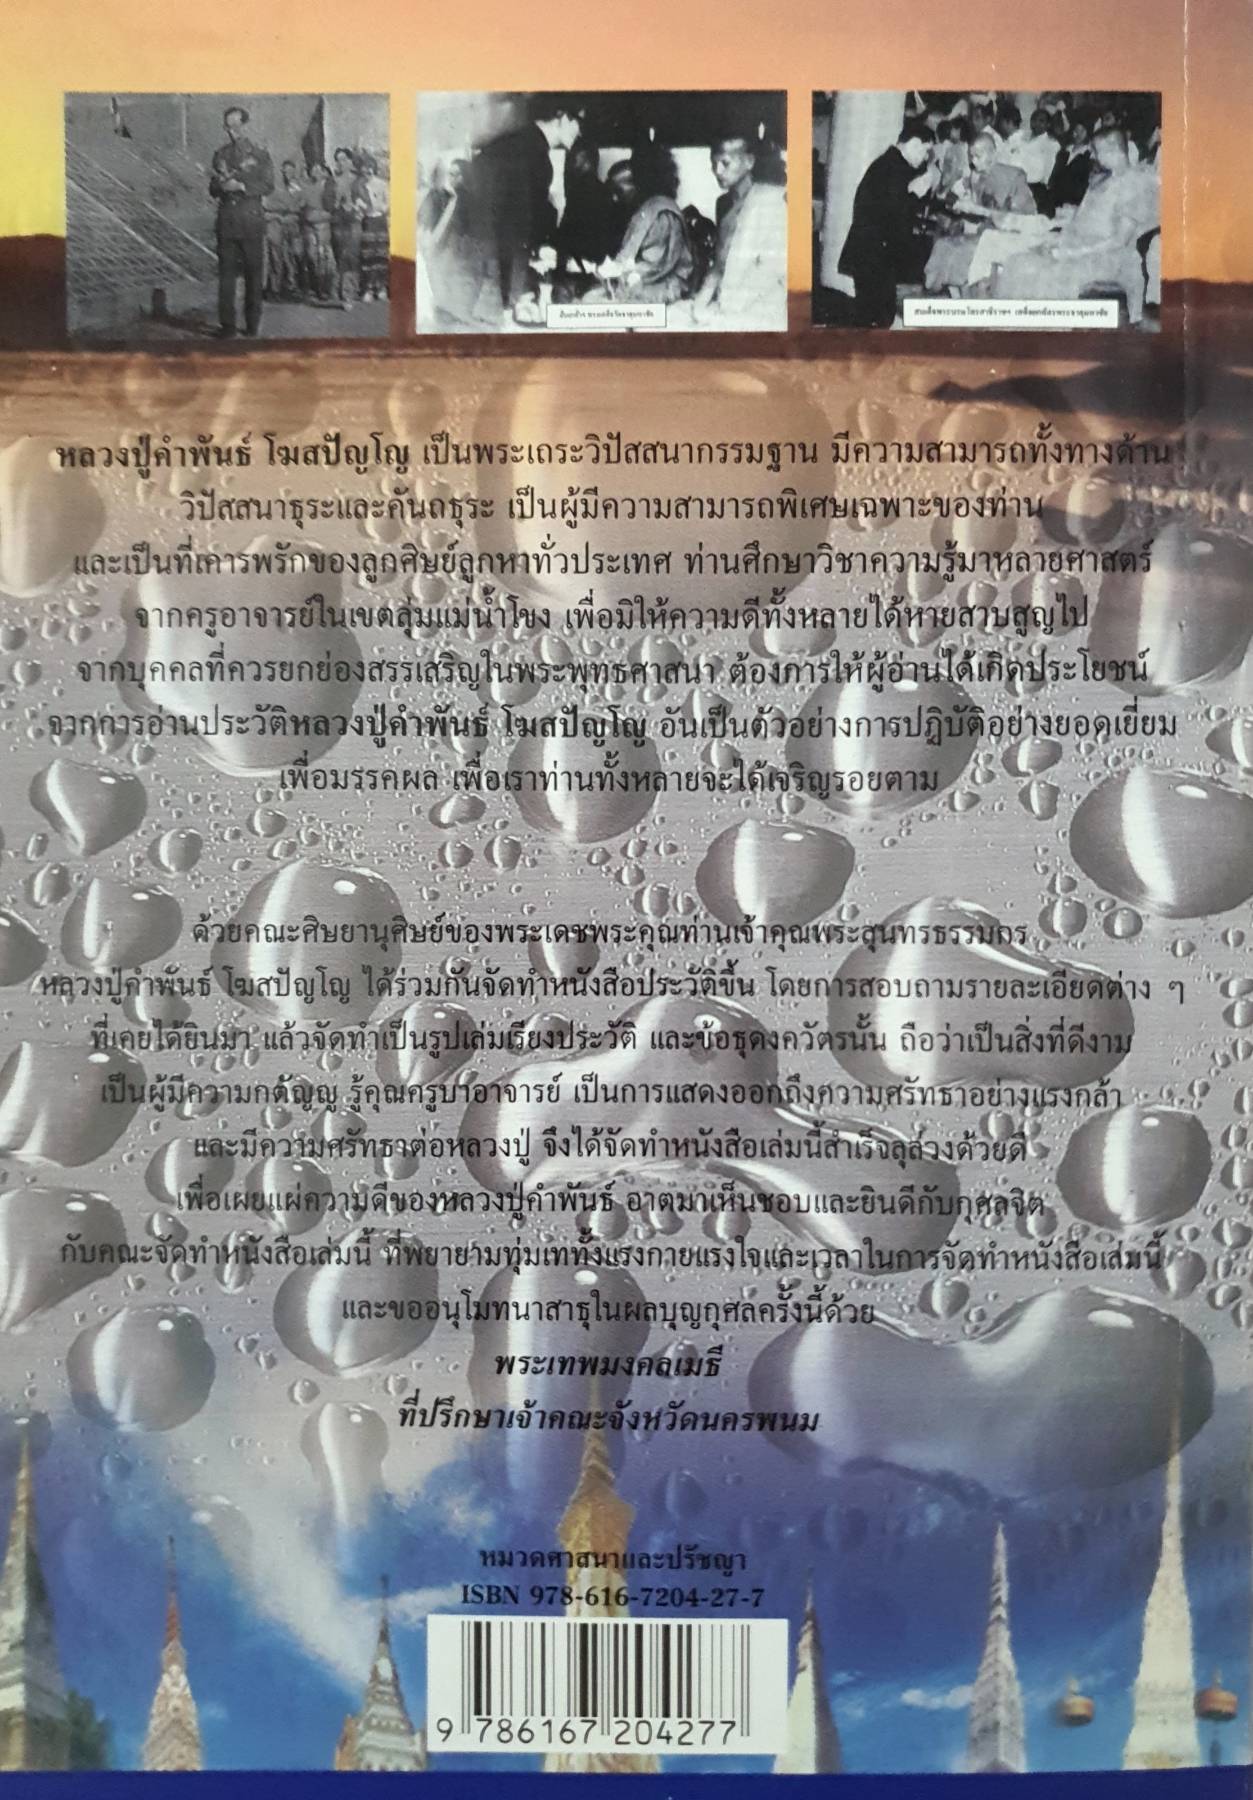 สมเด็จพระบรมโอรสาธิราชฯ เสด็จ
หลวงปู่คำพันธ์ โฆสปัญโญ เป็นพระเถระวิปัสสนากรรมฐาน มีความสามารถทั้งทางด้าน
วิปัสสนาธุระและคันถธุระ เป็นผู้มีความสามารถพิเศษเฉพาะของท่าน
และเป็นที่เคารพรักของลูกศิษย์ลูกหาทั่วประเทศ ท่านศึกษาวิชาความรู้มาหลายศาสตร์
จากครูอาจารย์ในเขตลุ่มแม่น้ำโขง เพื่อมิให้ความดีทั้งหลายได้หายสาบสูญไป
จากบุคคลที่ควรยกย่องสรรเสริญในพระพุทธศาสนา ต้องการให้ผู้อ่านได้เกิดประโยชน์
จากการอ่านประวัติหลวงปู่คำพันธ์ โฆสปัญโญ อันเป็นตัวอย่างการปฏิบัติอย่างยอดเยี่ยม
เพื่อมรรคผล เพื่อเราท่านทั้งหลายจะได้เจริญรอยตาม
ด้วยคณะศิษยานุศิษย์ของพระเดชพระคุณท่านเจ้าคุณพระสุนทรธรรมกร
หลวงปู่คำพันธ์ โฆสปัญโญ ได้ร่วมกันจัดทำหนังสือประวัติขึ้น โดยการสอบถามรายละเอียดต่าง ๆ
ที่เคยได้ยินมา แล้วจัดทำเป็นรูปเล่มเรียงประวัติ และข้อธุดงควัตรนั้น ถือว่าเป็นสิ่งที่ดีงาม
เป็นผู้มีความกตัญญู รู้คุณครูบาอาจารย์ เป็นการแสดงออกถึงความศรัทธาอย่างแรงกล้า
และมีความศรัทธาต่อหลวงปู่ จึงได้จัดทำหนังสือเล่มนี้สำเร็จลุล่วงด้วยดี
เพื่อเผยแผ่ความดีของหลวงปู่คำพันธ์ อาตมาเห็นชอบและยินดีกับกุศลจิต
กับคณะจัดทำหนังสือเล่มนี้ ที่พยายามทุ่มเททั้งแรงกายแรงใจและเวลาในการจัดทำหนังสือเล่มนี้
และขออนุโมทนาสาธุในผลบุญกุศลครั้งนี้ด้วย
พระเทพมงคลเมธี
ที่ปรึกษาเจ้าคณะจังหวัดนครพนม
หมวดศาสนาและปรัชญา
ISBN 978-616-7204-27-7
9 786167 204277